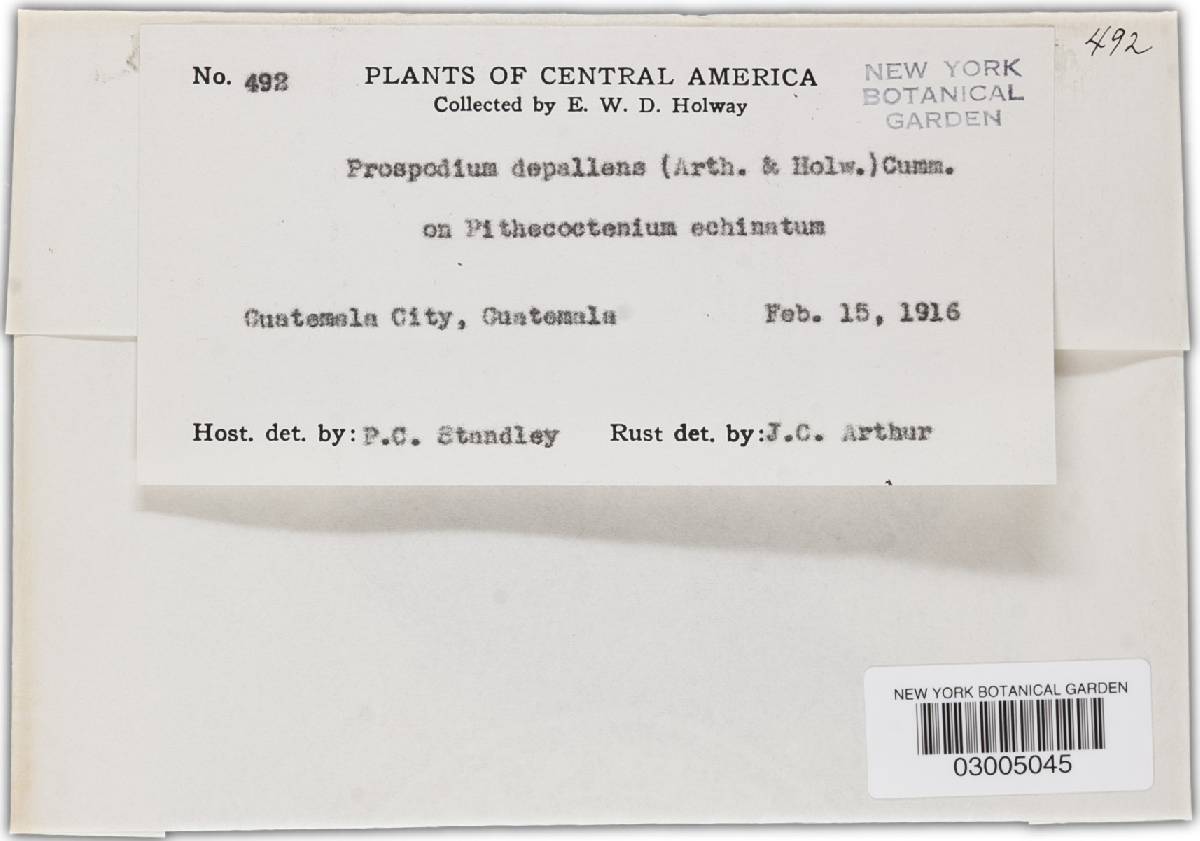 492
No. 492 PLANTS OF CENTRAL AMERICA
Collected by E. W. D. Holway
NEW YORK
BOTANICAL
GARDEN
Prospodium depallens (Arth. & Holw.)Cumm.
on Pithecoctenium echinatum
Guatemala City, Guatemala Feb. 15, 1916
Host. det. by: P.C. Standley Rust det. by: J.C. Arthur
NEW YORK BOTANICAL GARDEN
03005045